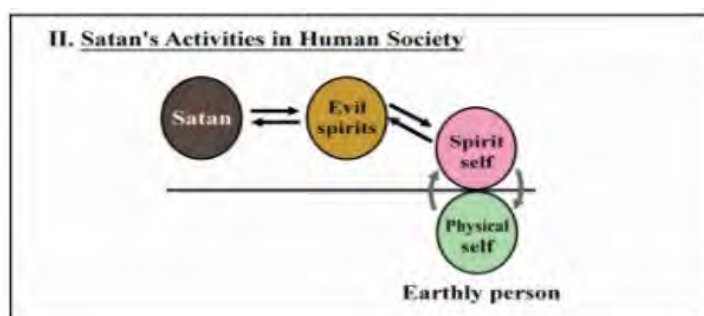 II. Satan's Activities in Human Society
Satan
Evil
spirits
Spirit
self
Physical
self
Earthly person